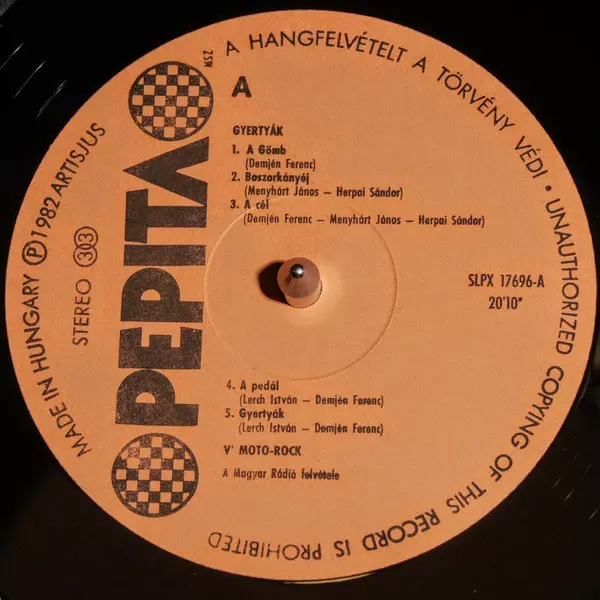 A HANGFELVÉTELT A TÖRVÉNY VÉDI • UNAUTHORIZED COPYING OF THIS RECORD IS PROHIBITED
MADE IN HUNGARY Ⓟ 1982 ARTISJUS
STEREO 303
PEPITA
MSZ
A
GYERTYÁK
1. A Gömb
(Demjén Ferenc)
2. Boszorkányéj
(Menyhárt János – Herpai Sándor)
3. A cél
(Demjén Ferenc – Menyhárt János – Herpai Sándor)
SLPX 17696-A
20'10"
4. A pedál
(Lerch István – Demjén Ferenc)
5. Gyertyák
(Lerch István – Demjén Ferenc)
V' MOTO-ROCK
A Magyar Rádió felvétele